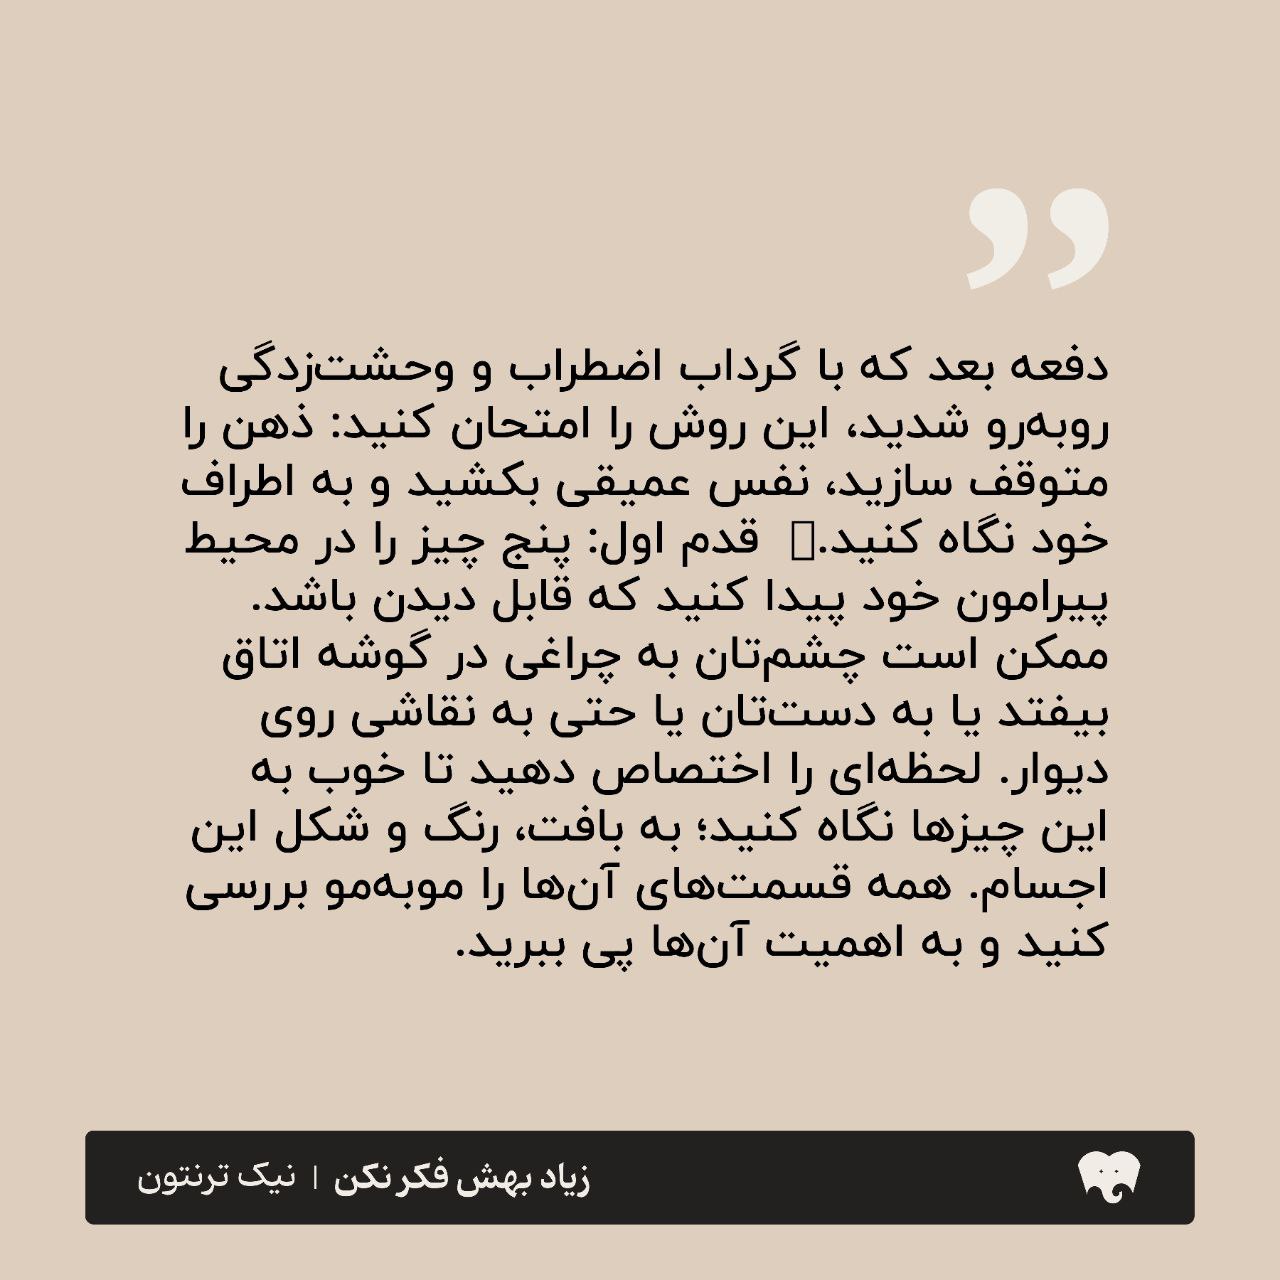 ”
دفعه بعد که با گرداب اضطراب و وحشت‌زدگی
روبه‌رو شدید، این روش را امتحان کنید: ذهن را
متوقف سازید، نفس عمیقی بکشید و به اطراف
خود نگاه کنید.▯ قدم اول: پنج چیز را در محیط
پیرامون خود پیدا کنید که قابل دیدن باشد.
ممکن است چشم‌تان به چراغی در گوشه اتاق
بیفتد یا به دست‌تان یا حتی به نقاشی روی
دیوار. لحظه‌ای را اختصاص دهید تا خوب به
این چیزها نگاه کنید؛ به بافت، رنگ و شکل این
اجسام. همه قسمت‌های آن‌ها را موبه‌مو بررسی
کنید و به اهمیت آن‌ها پی ببرید.
زیاد بهش فکر نکن | نیک ترنتون